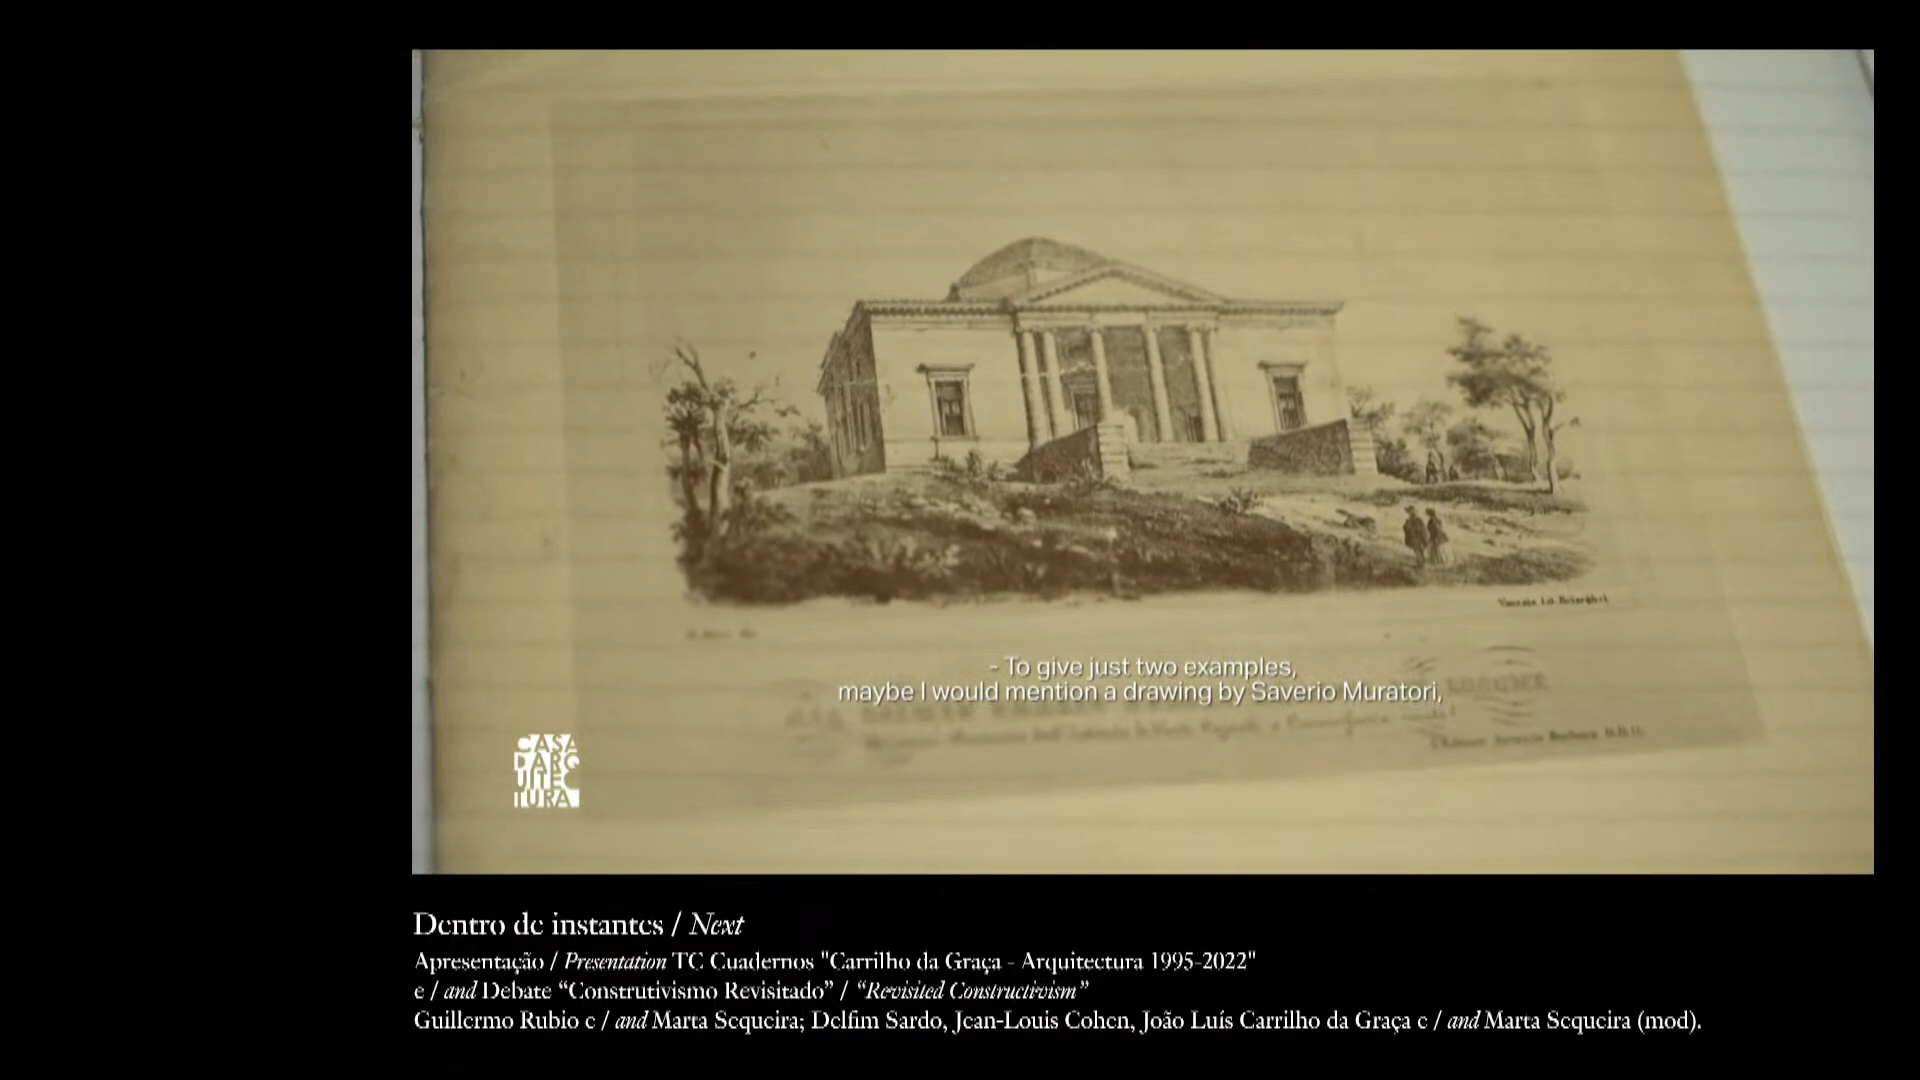 - To give just two examples,
maybe I would mention a drawing by Saverio Muratori,
CASA
DARQ
UITEC
TURA
Dentro de instantes / Next
Apresentação / Presentation TC Cuadernos "Carrilho da Graça - Arquitectura 1995-2022"
e / and Debate “Construtivismo Revisitado” / “Revisited Constructivism”
Guillermo Rubio e / and Marta Sequeira; Delfim Sardo, Jean-Louis Cohen, João Luís Carrilho da Graça e / and Marta Sequeira (mod).